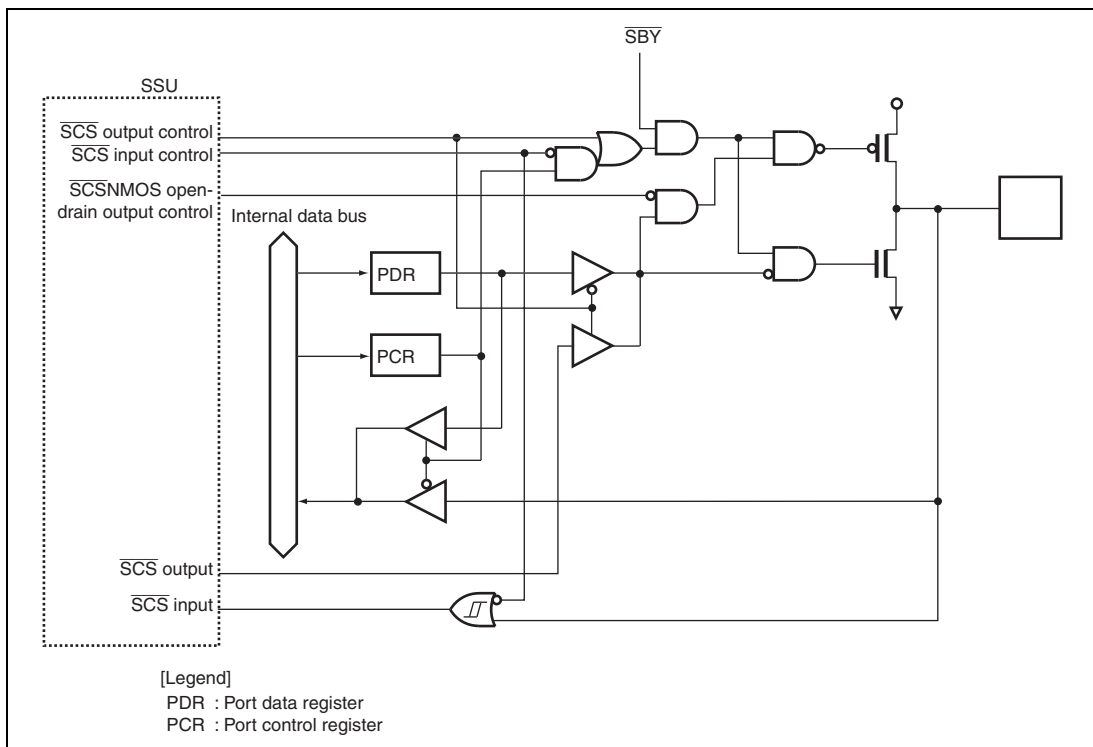 SBY
SSU
SCS output control
SCS input control
SCSNMOS open-
drain output control
Internal data bus
PDR
PCR
SCS output
SCS input
[Legend]
PDR : Port data register
PCR : Port control register